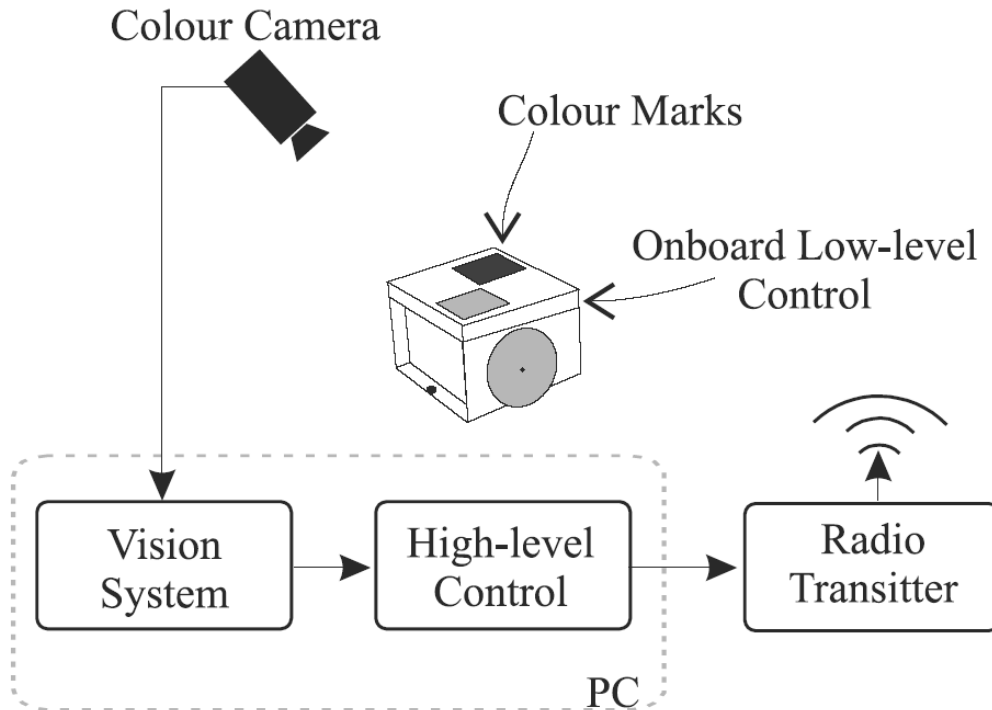 Colour Camera
Colour Marks
Onboard Low-level
Control
Vision
System
High-level
Control
Radio
Transitter
PC